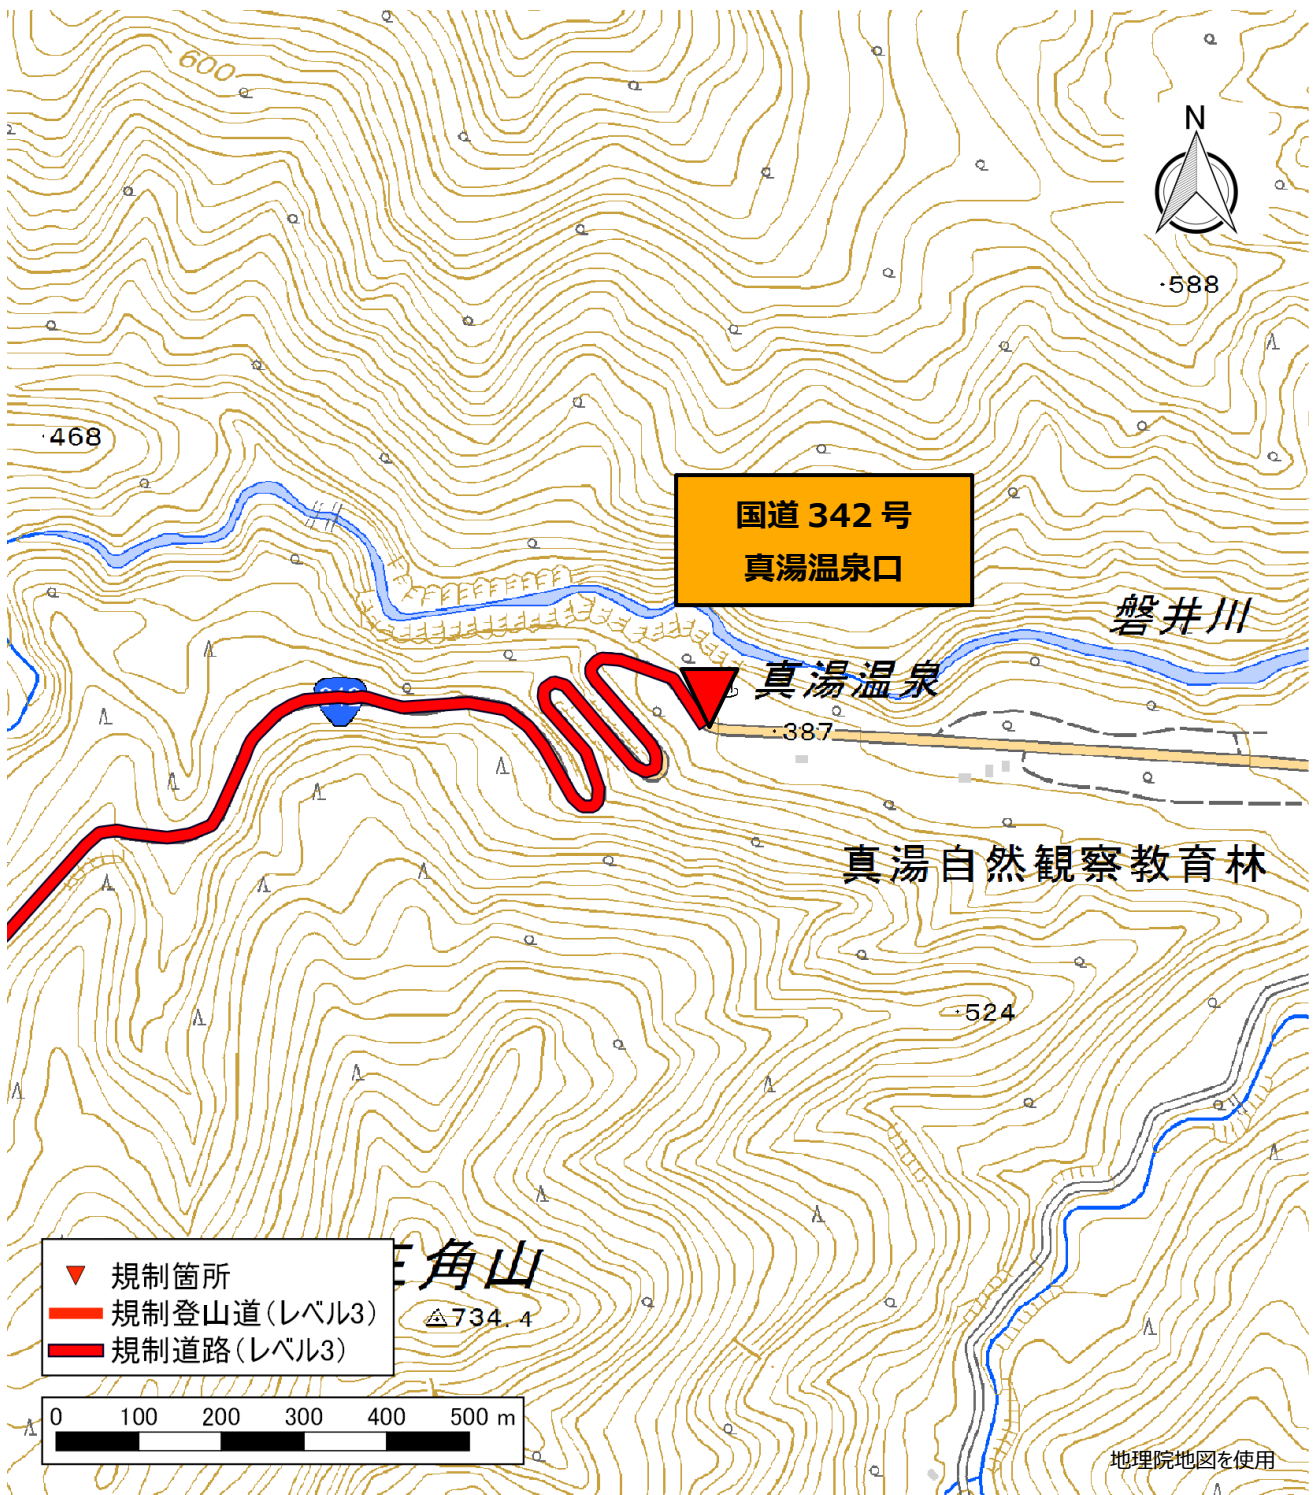 600
N
588
468
国道 342 号
真湯温泉口
磐井川
真湯温泉
387
真湯自然観察教育林
524
角山
734.4
規制箇所
規制登山道(レベル3)
規制道路(レベル3)
0 100 200 300 400 500 m
地理院地図を使用